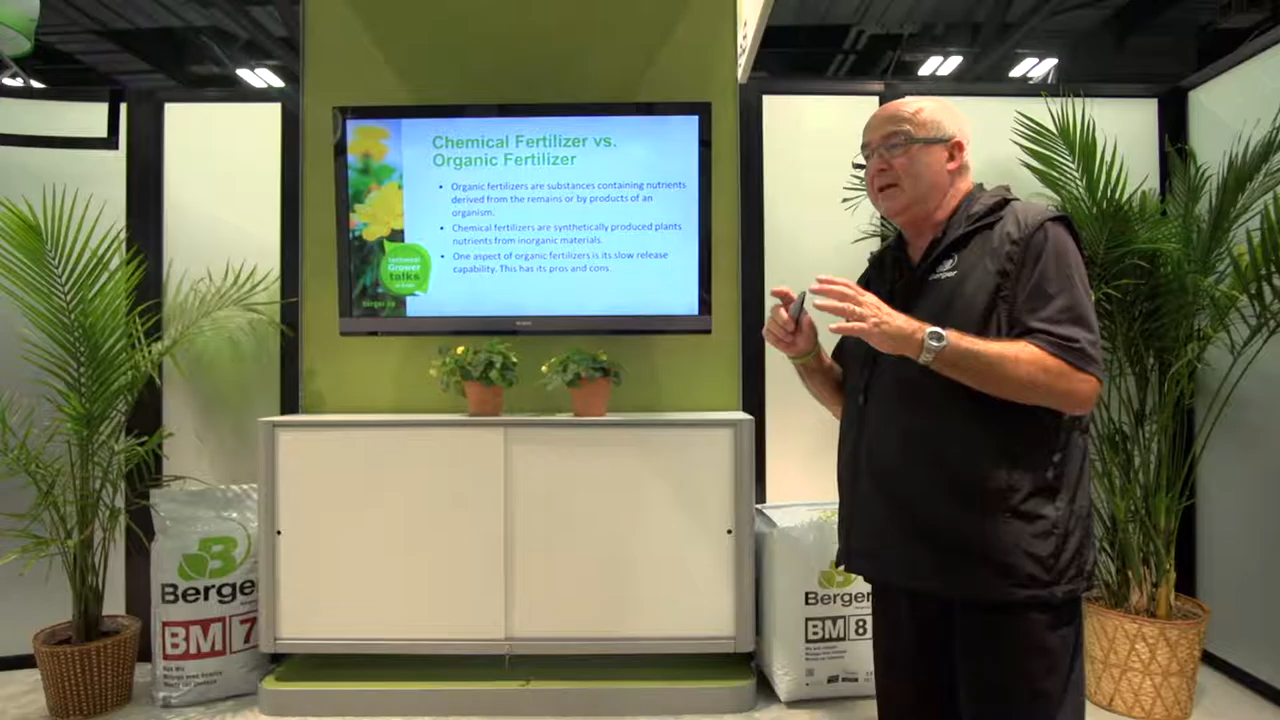 Chemical Fertilizer vs.
Organic Fertilizer
• Organic fertilizers are substances containing nutrients
derived from the remains or by products of an
organism.
• Chemical fertilizers are synthetically produced plants
nutrients from inorganic materials.
• One aspect of organic fertilizers is its slow release
capability. This has its pros and cons.
Grower
talks
berger.ca
Berger
Berger
BM 7
Berger
BM 8